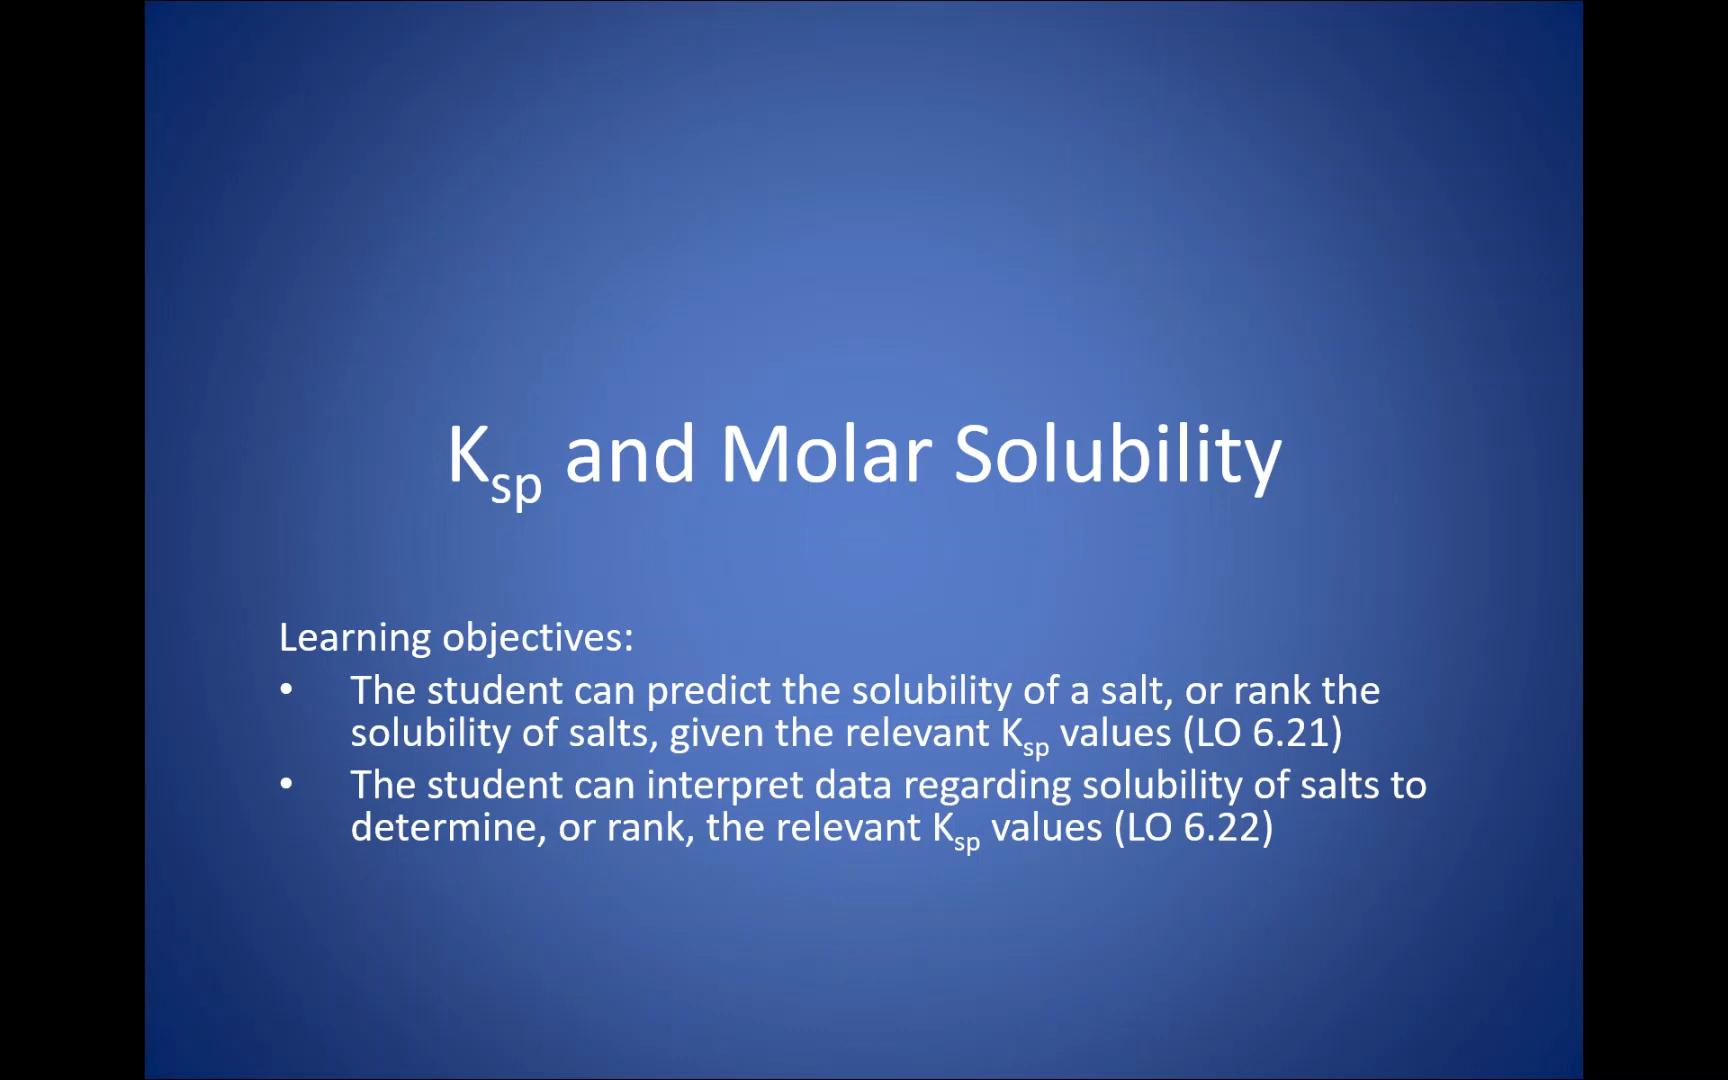 Ksp and Molar Solubility
Learning objectives:
• The student can predict the solubility of a salt, or rank the
solubility of salts, given the relevant Ksp values (LO 6.21)
• The student can interpret data regarding solubility of salts to
determine, or rank, the relevant Ksp values (LO 6.22)